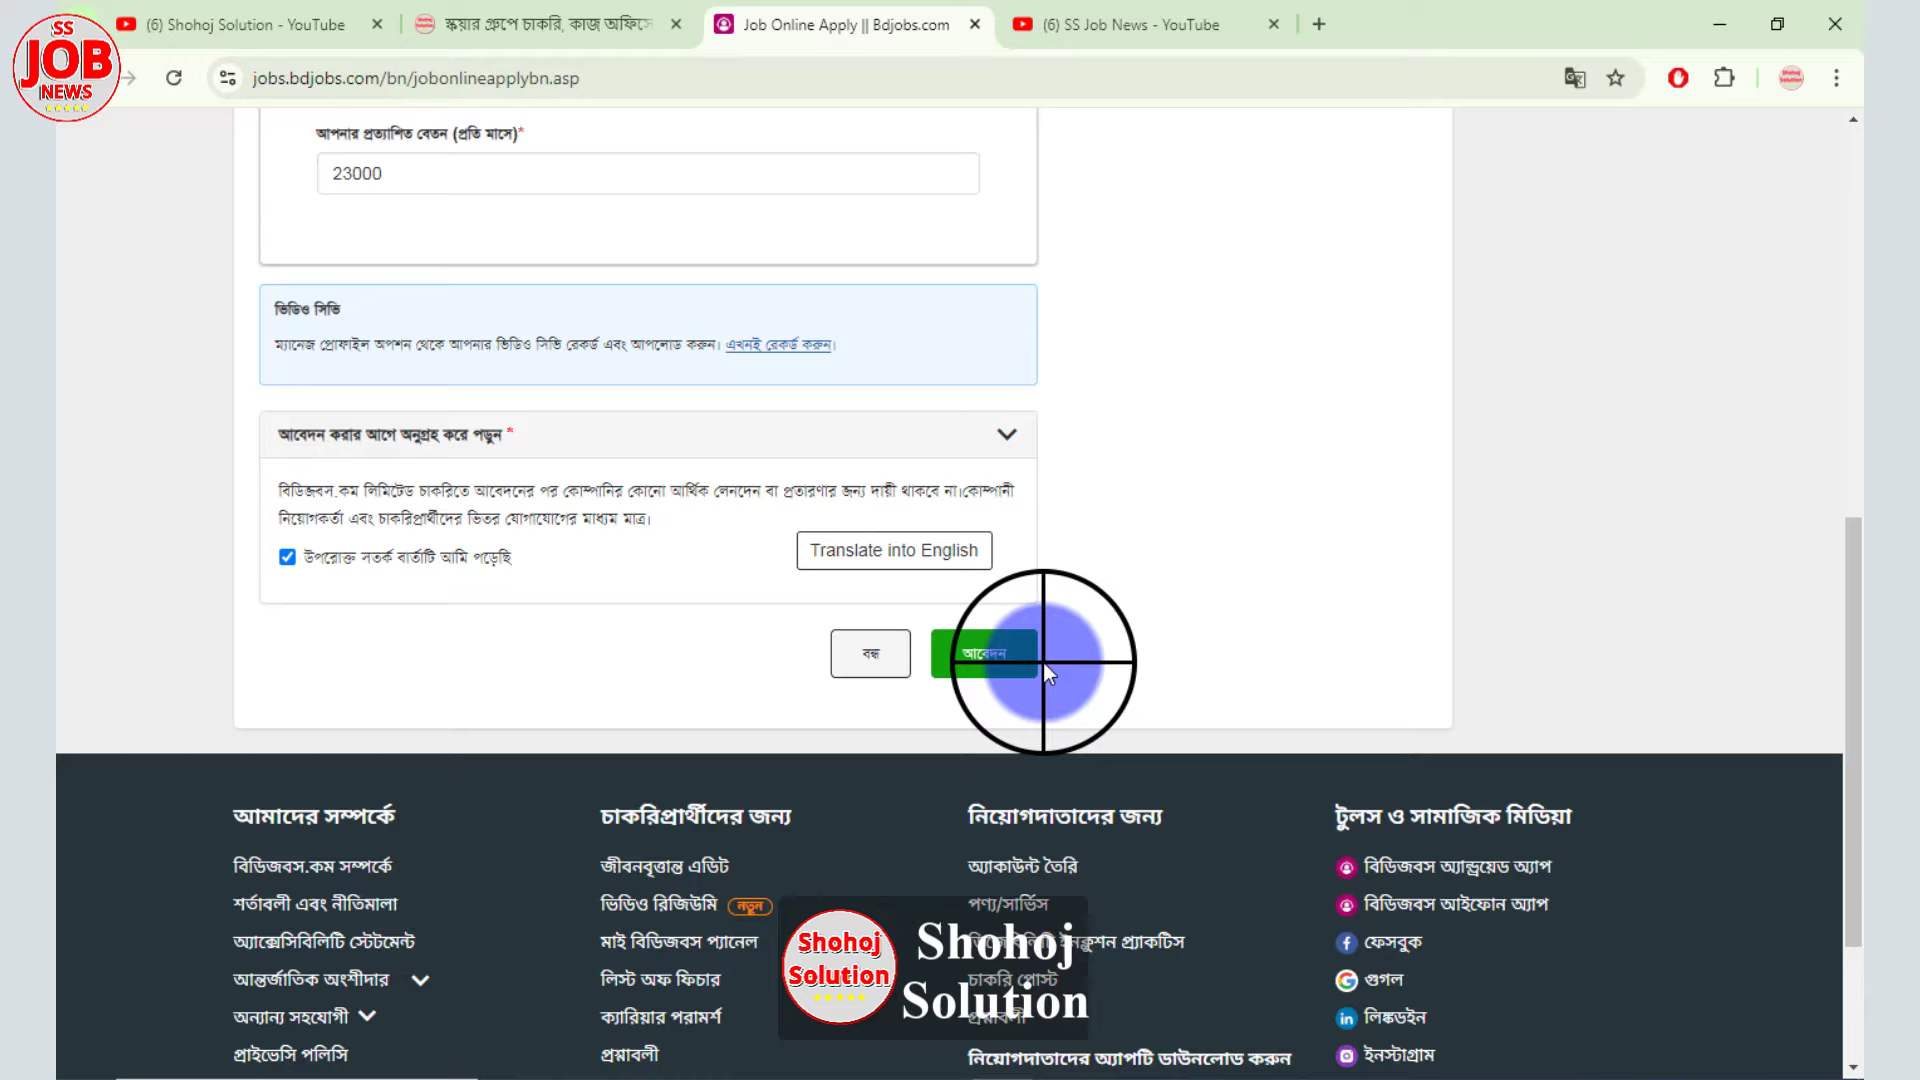 SS
JOB
NEWS
(6) Shohoj Solution - YouTube
স্কয়ার গ্রুপে চাকরি, কাজ অফিসে
Job Online Apply || Bdjobs.com
(6) SS Job News - YouTube
jobs.bdjobs.com/bn/jobonlineapplybn.asp
আপনার প্রত্যাশিত বেতন (প্রতি মাসে)*
23000
ভিডিও সিভি
ম্যানেজ প্রোফাইল অপশন থেকে আপনার ভিডিও সিভি রেকর্ড এবং আপলোড করুন। এখনই রেকর্ড করুন।
আবেদন করার আগে অনুগ্রহ করে পড়ুন *
বিডিজবস.কম লিমিটেড চাকরিতে আবেদনের পর কোম্পানির কোনো আর্থিক লেনদেন বা প্রতারণার জন্য দায়ী থাকবে না।কোম্পানী
নিয়োগকর্তা এবং চাকরিপ্রার্থীদের ভিতর যোগাযোগের মাধ্যম মাত্র।
উপরোক্ত সতর্ক বার্তাটি আমি পড়েছি
Translate into English
বন্ধ
আবেদন
আমাদের সম্পর্কে
বিডিজবস.কম সম্পর্কে
শর্তাবলী এবং নীতিমালা
অ্যাক্সেসিবিলিটি স্টেটমেন্ট
আন্তর্জাতিক অংশীদার
অন্যান্য সহযোগী
প্রাইভেসি পলিসি
চাকরিপ্রার্থীদের জন্য
জীবনবৃত্তান্ত এডিট
ভিডিও রিজিউমি নতুন
মাই বিডিজবস প্যানেল
লিস্ট অফ ফিচার
ক্যারিয়ার পরামর্শ
প্রশ্নাবলী
নিয়োগদাতাদের জন্য
অ্যাকাউন্ট তৈরি
পণ্য/সার্ভিস
প্র্যাকটিস
চাকরি পোস্ট
প্রশ্নাবলী
নিয়োগদাতাদের অ্যাপটি ডাউনলোড করুন
টুলস ও সামাজিক মিডিয়া
বিডিজবস অ্যান্ড্রয়েড অ্যাপ
বিডিজবস আইফোন অ্যাপ
ফেসবুক
গুগল
লিঙ্কডইন
ইনস্টাগ্রাম
Shohoj
Solution
Shohoj
Solution